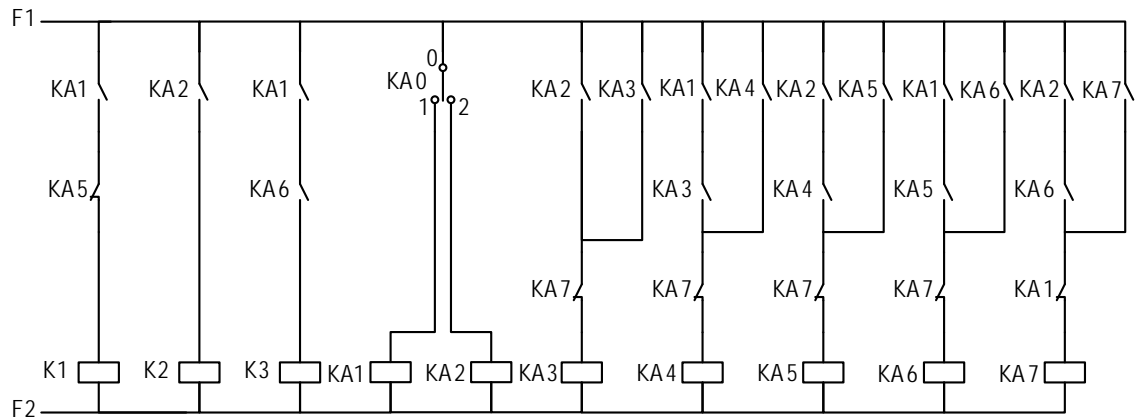 F1
0
KA1 KA2 KA1 KA0 KA2 KA3 KA1 KA4 KA2 KA5 KA1 KA6 KA2 KA7
1 2
KA5 KA6 KA3 KA4 KA5 KA6
KA7 KA7 KA7 KA7 KA1
K1 K2 K3 KA1 KA2 KA3 KA4 KA5 KA6 KA7
F2